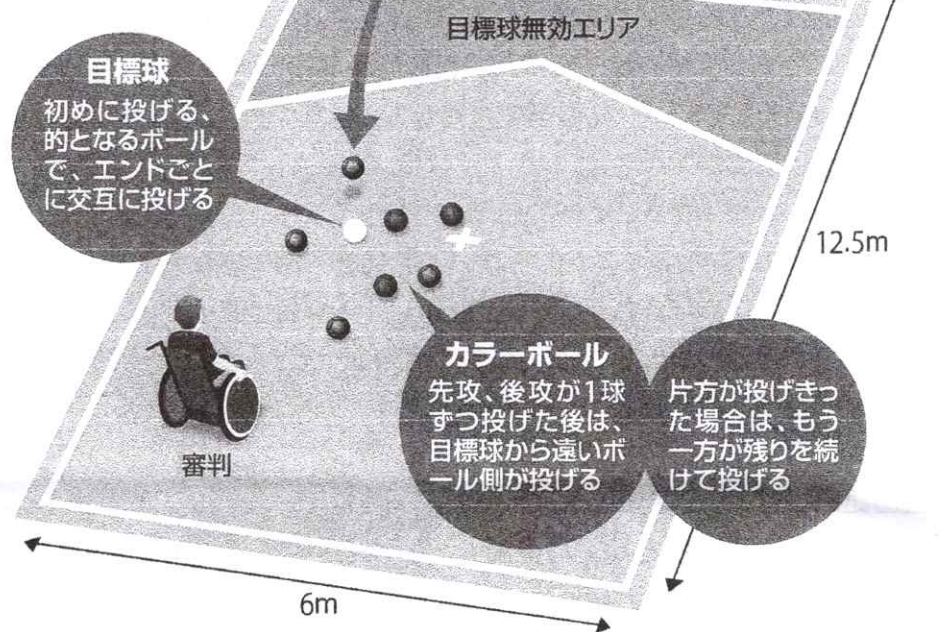 目標球無効エリア
目標球
初めに投げる、
的となるボール
で、エンドごと
に交互に投げる
12.5m
カラーボール
先攻、後攻が1球
ずつ投げた後は、
目標球から遠いボ
ール側が投げる
片方が投げきっ
た場合は、もう
一方が残りを続
けて投げる
審判
6m